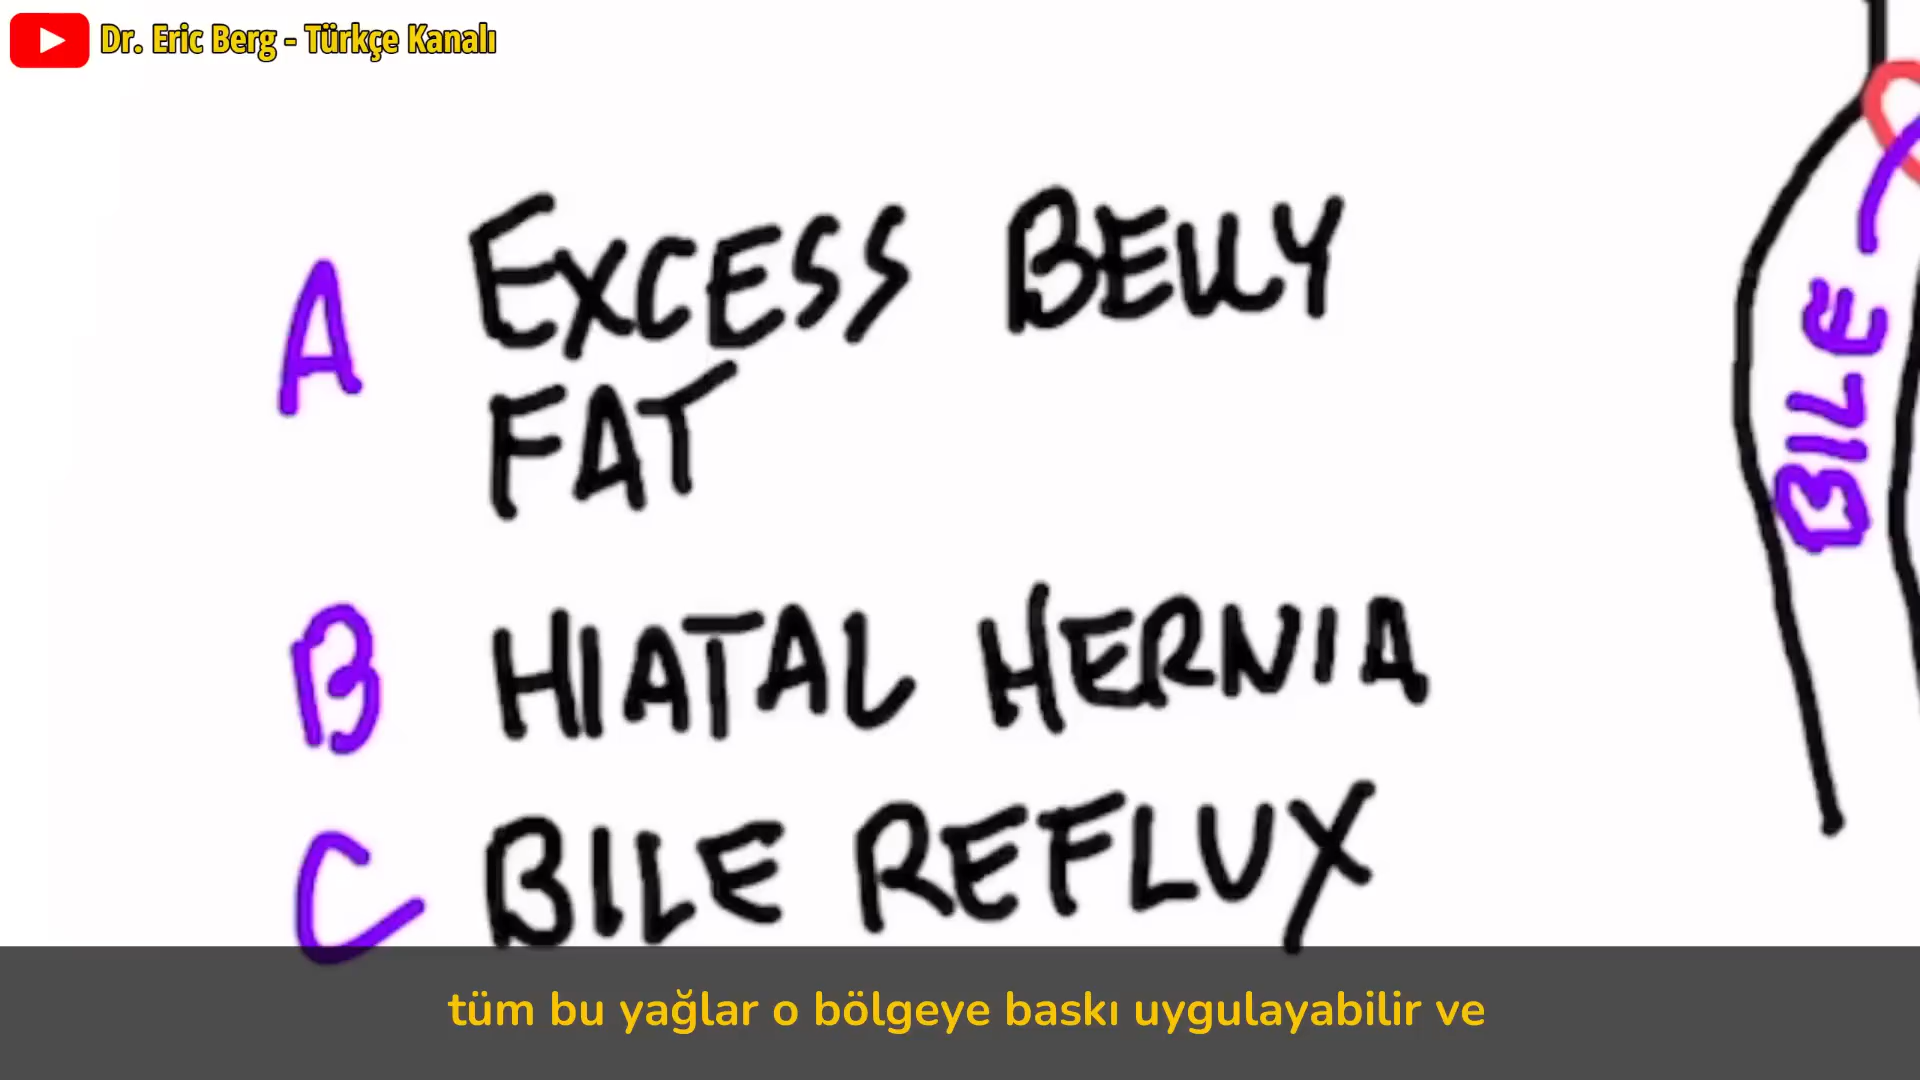 Dr. Eric Berg - Türkçe Kanalı
A EXCESS BELLY
FAT
B HIATAL HERNIA
C BILE REFLUX
BILE
tüm bu yağlar o bölgeye baskı uygulayabilir ve